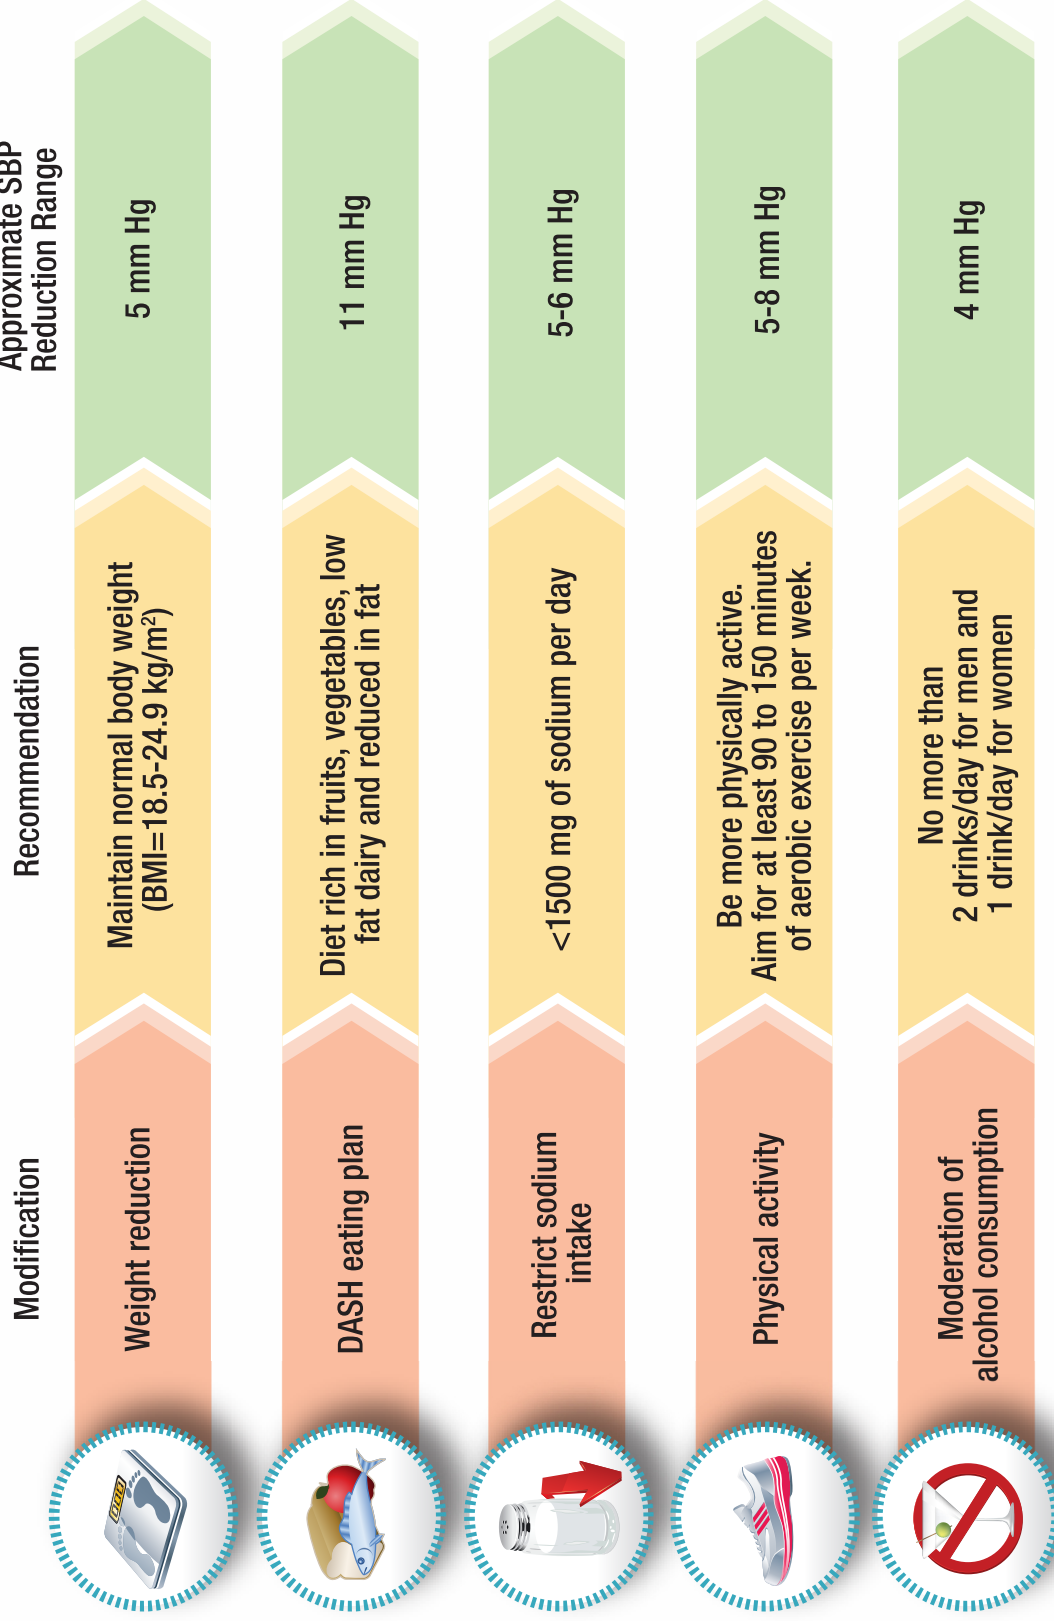 Modification
Recommendation
Approximate SBP
Reduction Range
Weight reduction
Maintain normal body weight
(BMI=18.5-24.9 kg/m²)
5 mm Hg
DASH eating plan
Diet rich in fruits, vegetables, low
fat dairy and reduced in fat
11 mm Hg
Restrict sodium
intake
<1500 mg of sodium per day
5-6 mm Hg
Physical activity
Be more physically active.
Aim for at least 90 to 150 minutes
of aerobic exercise per week.
5-8 mm Hg
Moderation of
alcohol consumption
No more than
2 drinks/day for men and
1 drink/day for women
4 mm Hg